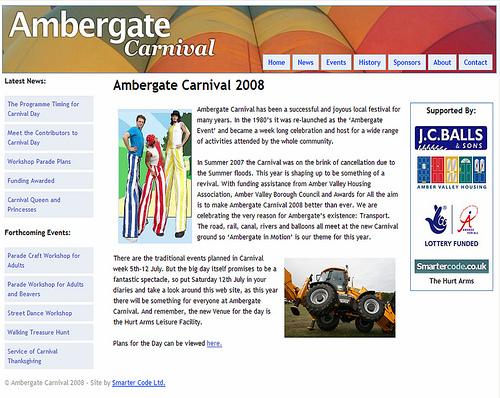 Ambergate
Carnival
Home News Events History Sponsors About Contact
Latest News:
The Programme Timing for
Carnival Day
Meet the Contributors to
Carnival Day
Workshop Parade Plans
Funding Awarded
Carnival Queen and
Princesses
Forthcoming Events:
Parade Craft Workshop for
Adults
Parade Workshop for Adults
and Beavers
Street Dance Workshop
Walking Treasure Hunt
Service of Carnival
Thanksgiving
Ambergate Carnival 2008
Ambergate Carnival has been a successful and joyous local festival for
many years. In the 1980's it was re-launched as the 'Ambergate
Event' and became a week long celebration and host for a wide range
of activities attended by the whole community.
In Summer 2007 the Carnival was on the brink of cancellation due to
the Summer floods. This year is shaping up to be something of a
revival. With funding assistance from Amber Valley Housing
Association, Amber Valley Borough Council and Awards for All the aim
is to make Ambergate Carnival 2008 better than ever. We are
celebrating the very reason for Ambergate's existence: Transport.
The road, rail, canal, rivers and balloons all meet at the new Carnival
ground so 'Ambergate in Motion' is our theme for this year.
There are the traditional events planned in Carnival
week 5th-12 July. But the big day itself promises to be a
fantastic spectacle, so put Saturday 12th July in your
diaries and take a look around this web site, as this year
there will be something for everyone at Ambergate
Carnival. And remember, the new Venue for the day is
the Hurt Arms Leisure Facility.
Plans for the Day can be viewed here.
Supported By:
J.C.BALLS
& SONS
AMBER VALLEY HOUSING
LOTTERY FUNDED
Smartercode.co.uk
The Hurt Arms
© Ambergate Carnival 2008 - Site by Smarter Code Ltd.